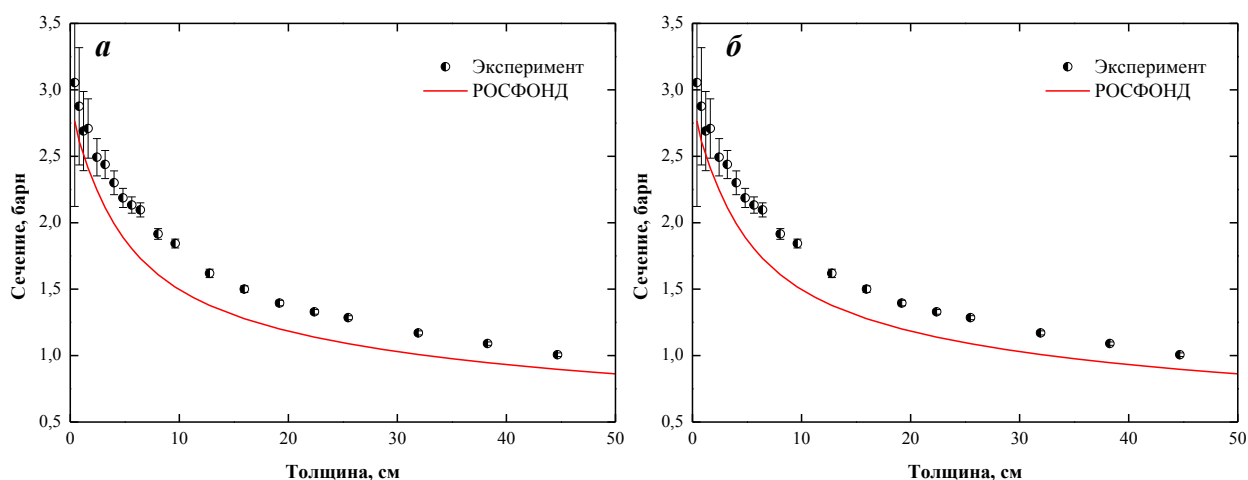 а
Эксперимент
РОСФОНД
3,5
3,0
2,5
2,0
1,5
1,0
0,5
Сечение, барн
0 10 20 30 40 50
Толщина, см
б
Эксперимент
РОСФОНД
3,5
3,0
2,5
2,0
1,5
1,0
0,5
Сечение, барн
0 10 20 30 40 50
Толщина, см